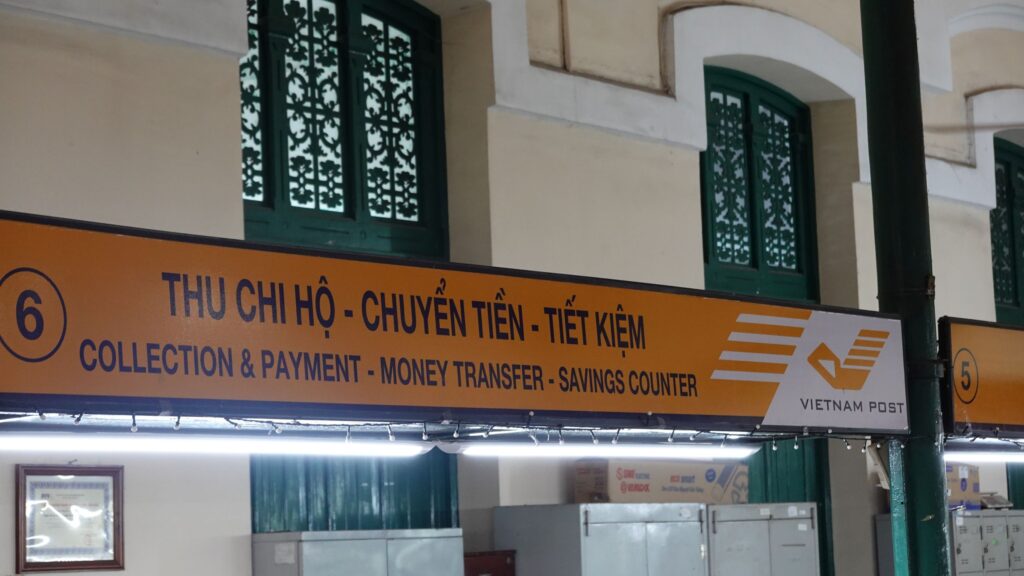 6
THU CHI HỘ - CHUYỂN TIỀN - TIẾT KIỆM
COLLECTION & PAYMENT - MONEY TRANSFER - SAVINGS COUNTER
VIETNAM POST
5